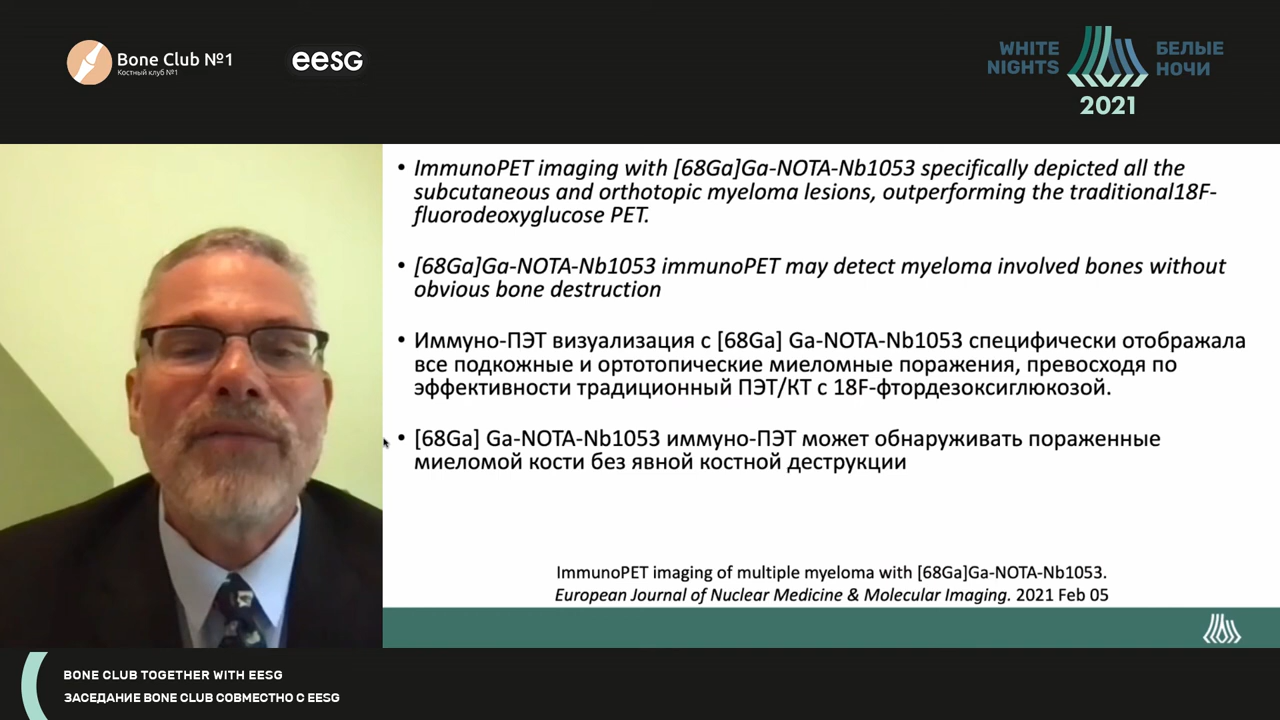 Bone Club №1
Костный клуб №1
eesg
WHITE
NIGHTS
БЕЛЫЕ
НОЧИ
2021
• ImmunoPET imaging with [68Ga]Ga-NOTA-Nb1053 specifically depicted all the
subcutaneous and orthotopic myeloma lesions, outperforming the traditional18F-
fluorodeoxyglucose PET.
• [68Ga]Ga-NOTA-Nb1053 immunoPET may detect myeloma involved bones without
obvious bone destruction
• Иммуно-ПЭТ визуализация с [68Ga] Ga-NOTA-Nb1053 специфически отображала
все подкожные и ортотопические миеломные поражения, превосходя по
эффективности традиционный ПЭТ/КТ с 18F-фтордезоксиглюкозой.
• [68Ga] Ga-NOTA-Nb1053 иммуно-ПЭТ может обнаруживать пораженные
миеломой кости без явной костной деструкции
ImmunoPET imaging of multiple myeloma with [68Ga]Ga-NOTA-Nb1053.
European Journal of Nuclear Medicine & Molecular Imaging. 2021 Feb 05
BONE CLUB TOGETHER WITH EESG
ЗАСЕДАНИЕ BONE CLUB СОВМЕСТНО С EESG